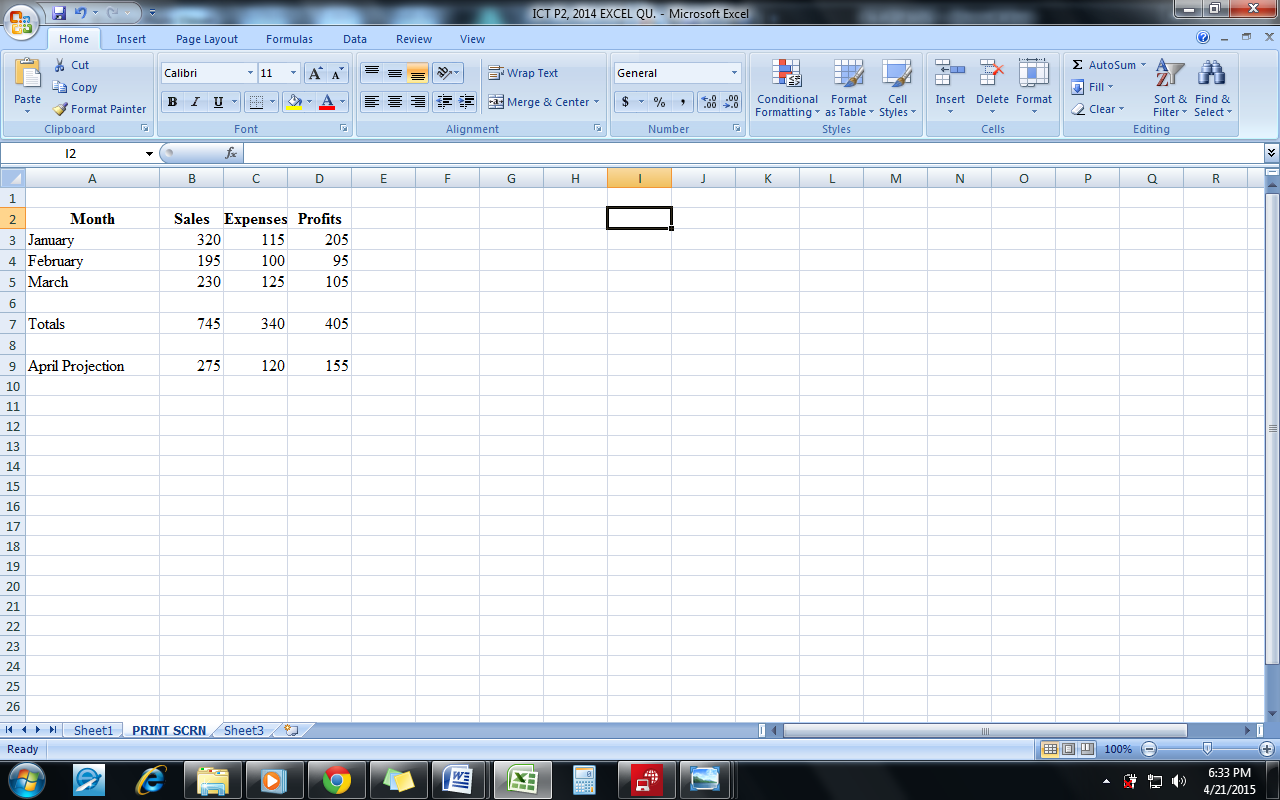 ICT P2, 2014 EXCEL QU. - Microsoft Excel
Home Insert Page Layout Formulas Data Review View
Paste Cut Copy Format Painter Clipboard
Calibri 11 B I U A A A Font
Wrap Text Merge & Center Alignment
General $ % , .00 .0 Number
Conditional Formatting Format as Table Cell Styles Styles
Insert Delete Format Cells
Σ AutoSum Fill Clear Sort & Filter Find & Select Editing
I2 fx
A B C D E F G H I J K L M N O P Q R
1
2 Month Sales Expenses Profits
3 January 320 115 205
4 February 195 100 95
5 March 230 125 105
6
7 Totals 745 340 405
8
9 April Projection 275 120 155
10
11
12
13
14
15
16
17
18
19
20
21
22
23
24
25
26
Sheet1 PRINT SCRN Sheet3
Ready 100%
6:33 PM
4/21/2015